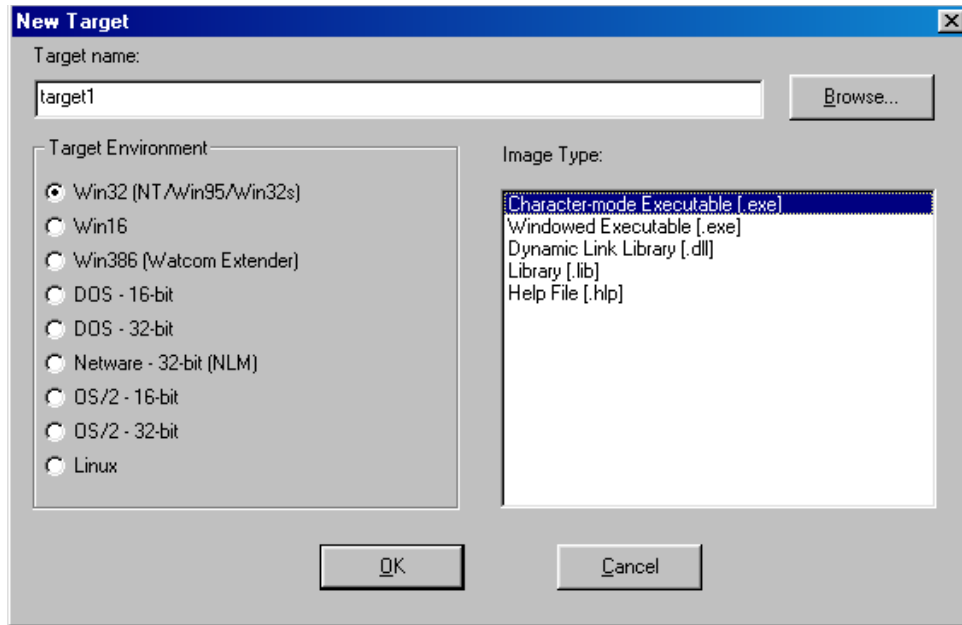 New Target
Target name:
target1
Browse...
Target Environment
Win32 (NT/Win95/Win32s)
Win16
Win386 (Watcom Extender)
DOS - 16-bit
DOS - 32-bit
Netware - 32-bit (NLM)
OS/2 - 16-bit
OS/2 - 32-bit
Linux
Image Type:
Character-mode Executable [.exe]
Windowed Executable [.exe]
Dynamic Link Library [.dll]
Library [.lib]
Help File [.hlp]
OK
Cancel